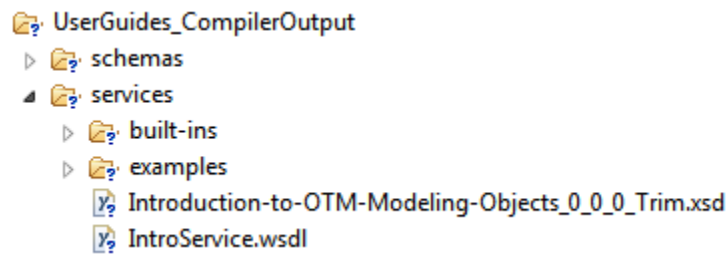 UserGuides_CompilerOutput
schemas
services
built-ins
examples
Introduction-to-OTM-Modeling-Objects_0_0_0_Trim.xsd
IntroService.wsdl